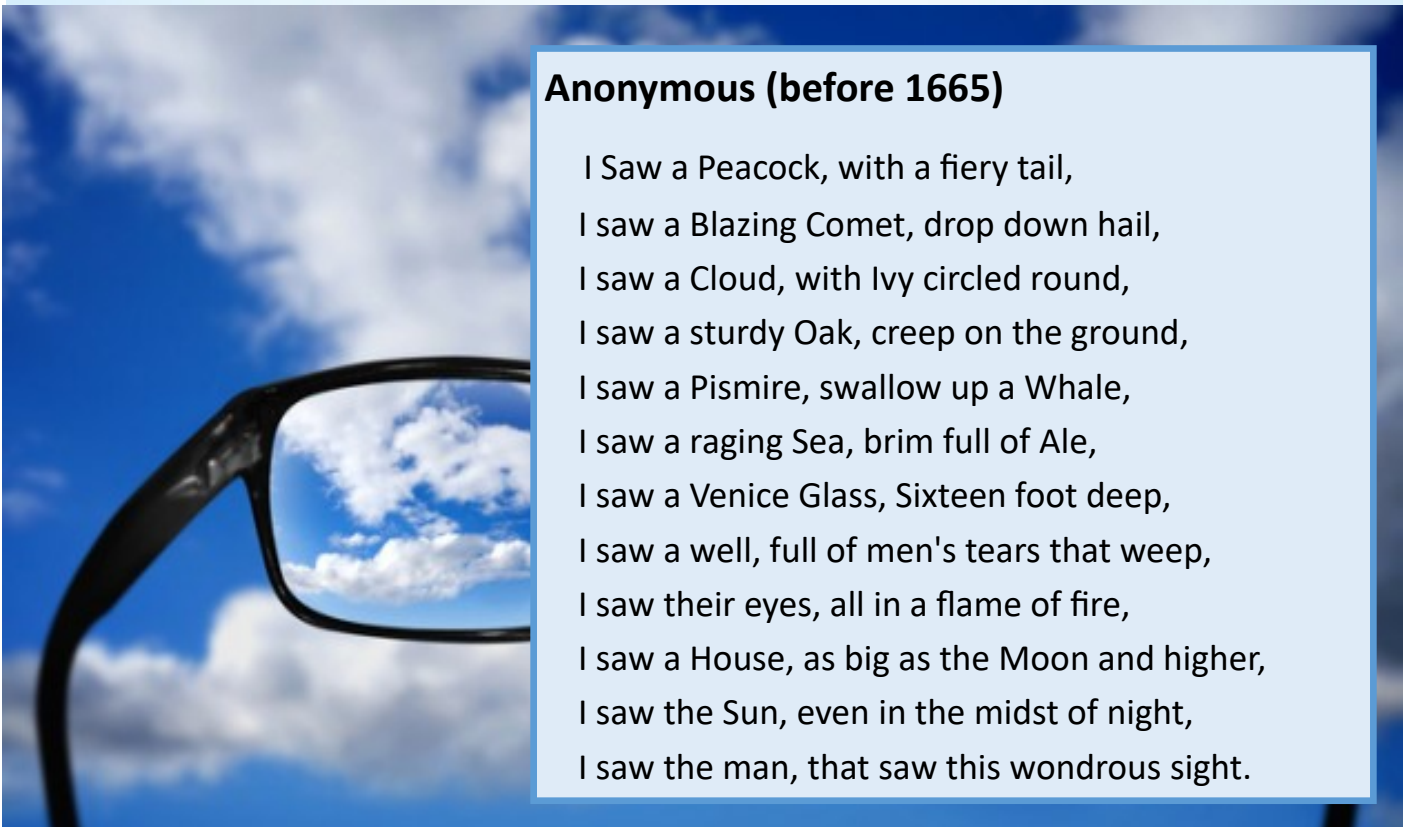 Anonymous (before 1665)
I Saw a Peacock, with a fiery tail,
I saw a Blazing Comet, drop down hail,
I saw a Cloud, with Ivy circled round,
I saw a sturdy Oak, creep on the ground,
I saw a Pismire, swallow up a Whale,
I saw a raging Sea, brim full of Ale,
I saw a Venice Glass, Sixteen foot deep,
I saw a well, full of men's tears that weep,
I saw their eyes, all in a flame of fire,
I saw a House, as big as the Moon and higher,
I saw the Sun, even in the midst of night,
I saw the man, that saw this wondrous sight.